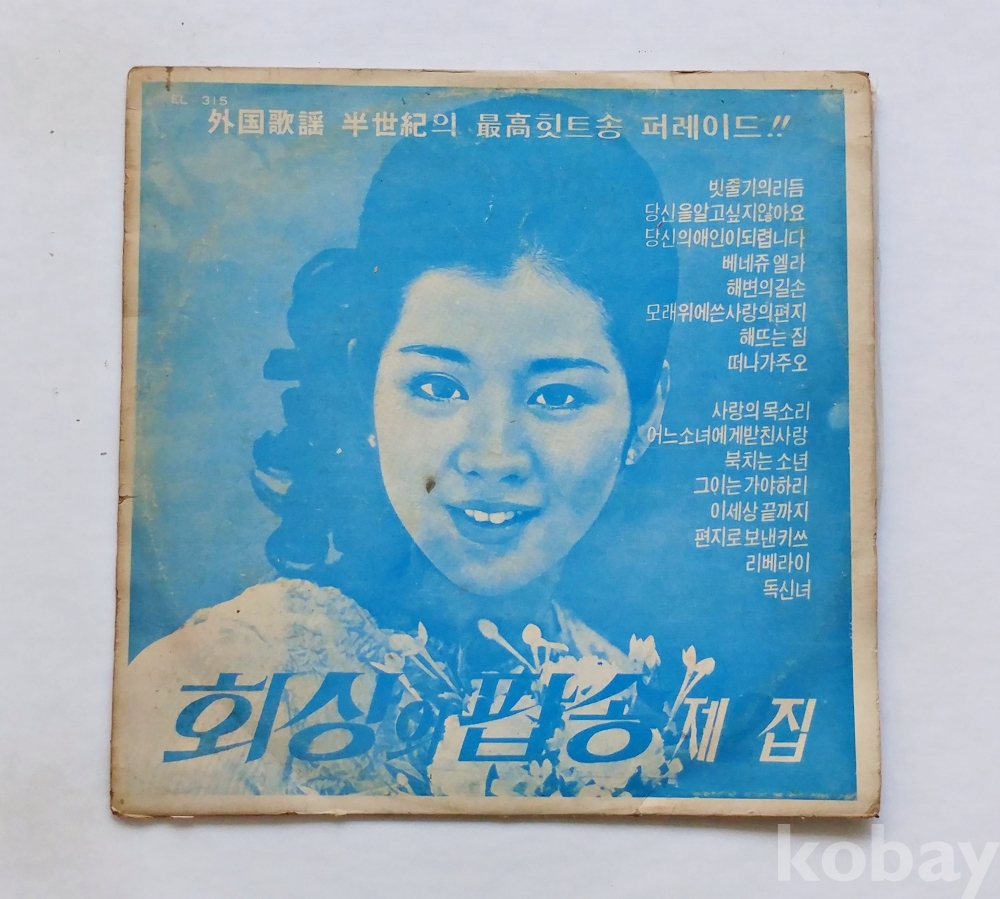 EL 315
外国歌謡 半世紀의 最高힛트송 퍼레이드!!
빗줄기의리듬
당신을알고싶지않아요
당신의애인이되렵니다
베네쥬엘라
해변의길손
모래위에쓴사랑의편지
해뜨는집
떠나가주오
사랑의목소리
어느소녀에게받친사랑
북치는소년
그이는가야하리
이세상끝까지
편지로보낸키쓰
리베라이
독신녀
회상의 팝송 제 집
kobay